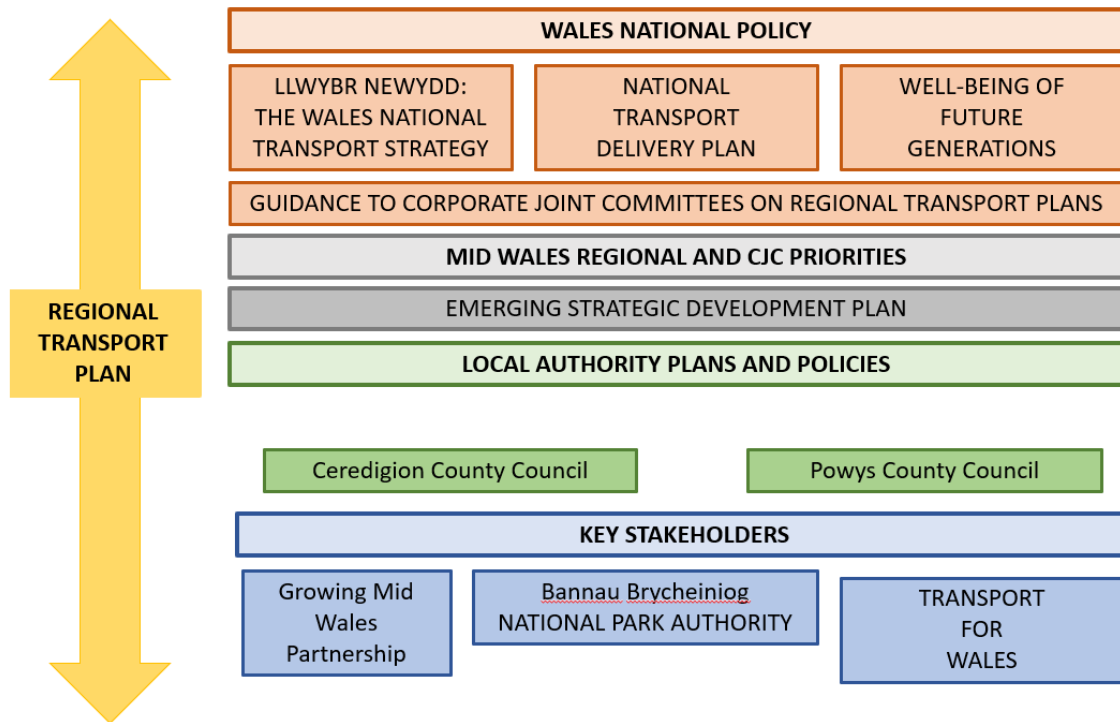 WALES NATIONAL POLICY
LLWYBR NEWYDD:
THE WALES NATIONAL
TRANSPORT STRATEGY
NATIONAL
TRANSPORT
DELIVERY PLAN
WELL-BEING OF
FUTURE
GENERATIONS
GUIDANCE TO CORPORATE JOINT COMMITTEES ON REGIONAL TRANSPORT PLANS
MID WALES REGIONAL AND CJC PRIORITIES
EMERGING STRATEGIC DEVELOPMENT PLAN
REGIONAL
TRANSPORT
PLAN
LOCAL AUTHORITY PLANS AND POLICIES
Ceredigion County Council
Powys County Council
KEY STAKEHOLDERS
Growing Mid
Wales
Partnership
Bannau Brycheiniog
NATIONAL PARK AUTHORITY
TRANSPORT
FOR
WALES